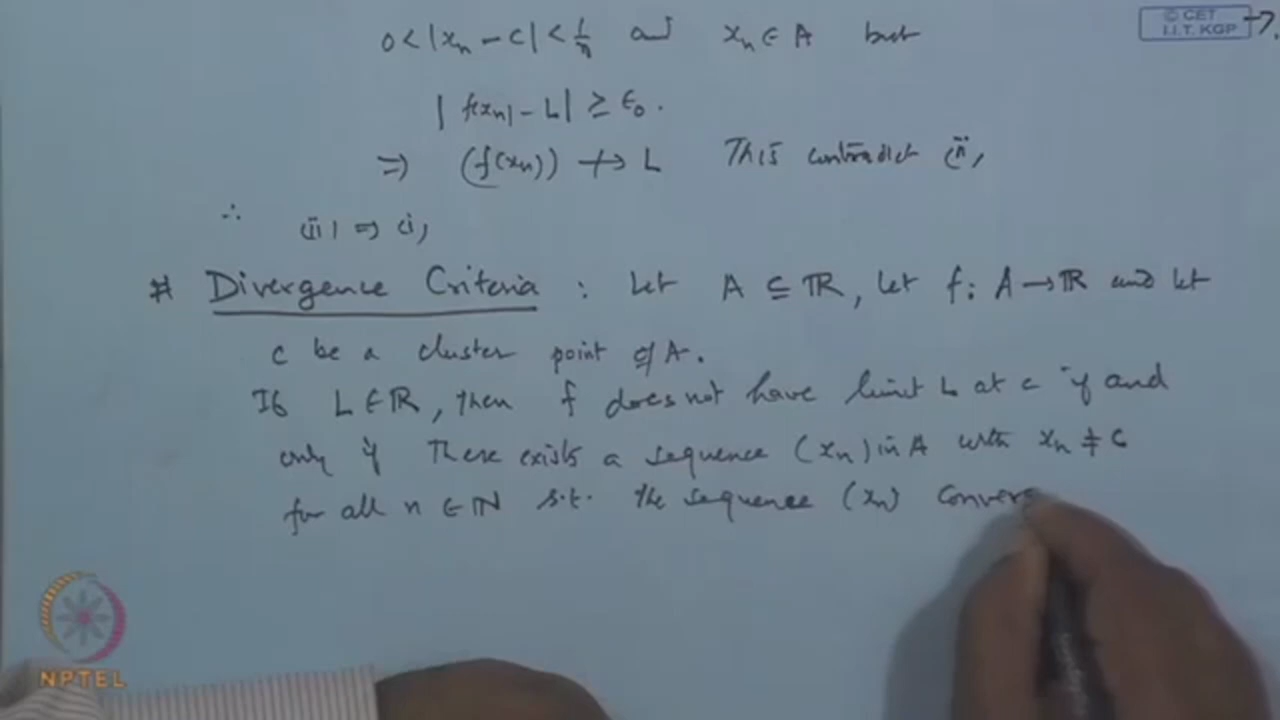 0 < |xₙ - c| < 1/n and xₙ ∈ A but
© CET
I.I.T. KGP
| f(xₙ) - L| ≥ ε₀.
⇒ (f(xₙ)) ↛ L This contradict (ii),
∴ (ii) ⇒ (i),
# Divergence Criteria : Let A ⊆ ℝ, let f: A → ℝ and let
c be a cluster point of A.
If L ∈ ℝ, then f does not have limit L at c if and
only if There exists a sequence (xₙ) in A with xₙ ≠ c
for all n ∈ ℕ s.t. the sequence (xₙ) converg
NPTEL